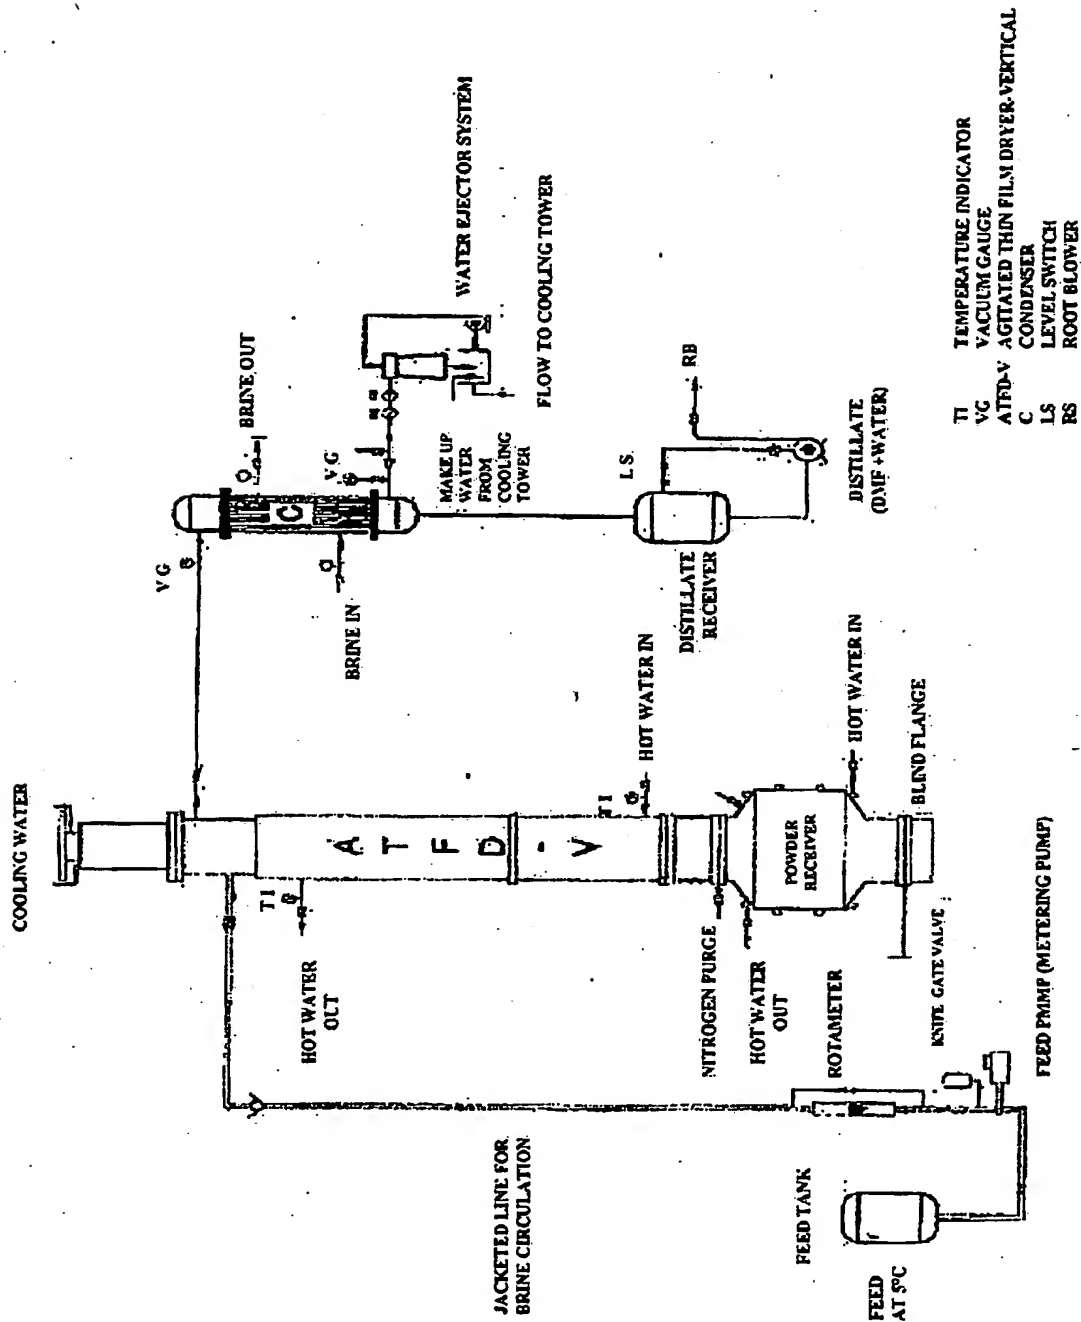 COOLING WATER
VG
BRINE OUT
C
VG
BRINE IN
MAKE UP
WATER
FROM
COOLING
TOWER
WATER EJECTOR SYSTEM
FLOW TO COOLING TOWER
L.S.
RB
DISTILLATE
RECEIVER
DISTILLATE
(DMF +WATER)
TI
HOT WATER
OUT
ATFD-V
TI
HOT WATER IN
NITROGEN PURGE
HOT WATER
OUT
POWDER
RECEIVER
HOT WATER IN
KNIFE GATE VALVE
BLIND FLANGE
JACKETED LINE FOR
BRINE CIRCULATION
ROTAMETER
FEED PMMP (METERING PUMP)
FEED TANK
FEED
AT 5°C
TI TEMPERATURE INDICATOR
VG VACUUM GAUGE
ATFD-V AGITATED THIN FILM DRYER-VERTICAL
C CONDENSER
LS LEVEL SWITCH
RS ROOT BLOWER